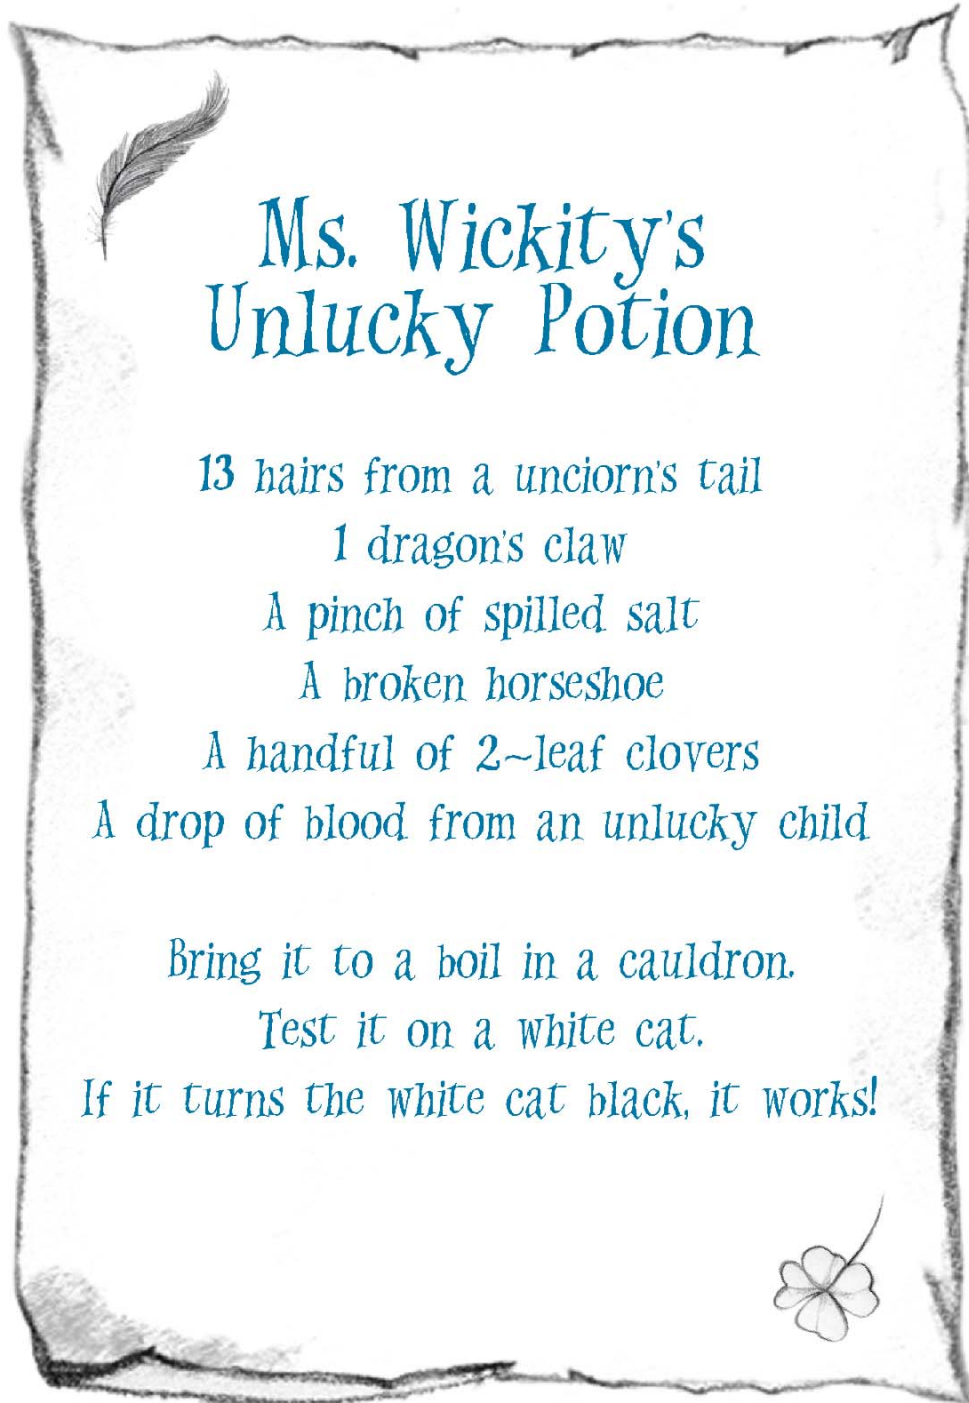 Ms. Wickity's
Unlucky Potion
13 hairs from a unciorn's tail
1 dragon's claw
A pinch of spilled salt
A broken horseshoe
A handful of 2~leaf clovers
A drop of blood from an unlucky child
Bring it to a boil in a cauldron.
Test it on a white cat.
If it turns the white cat black, it works!